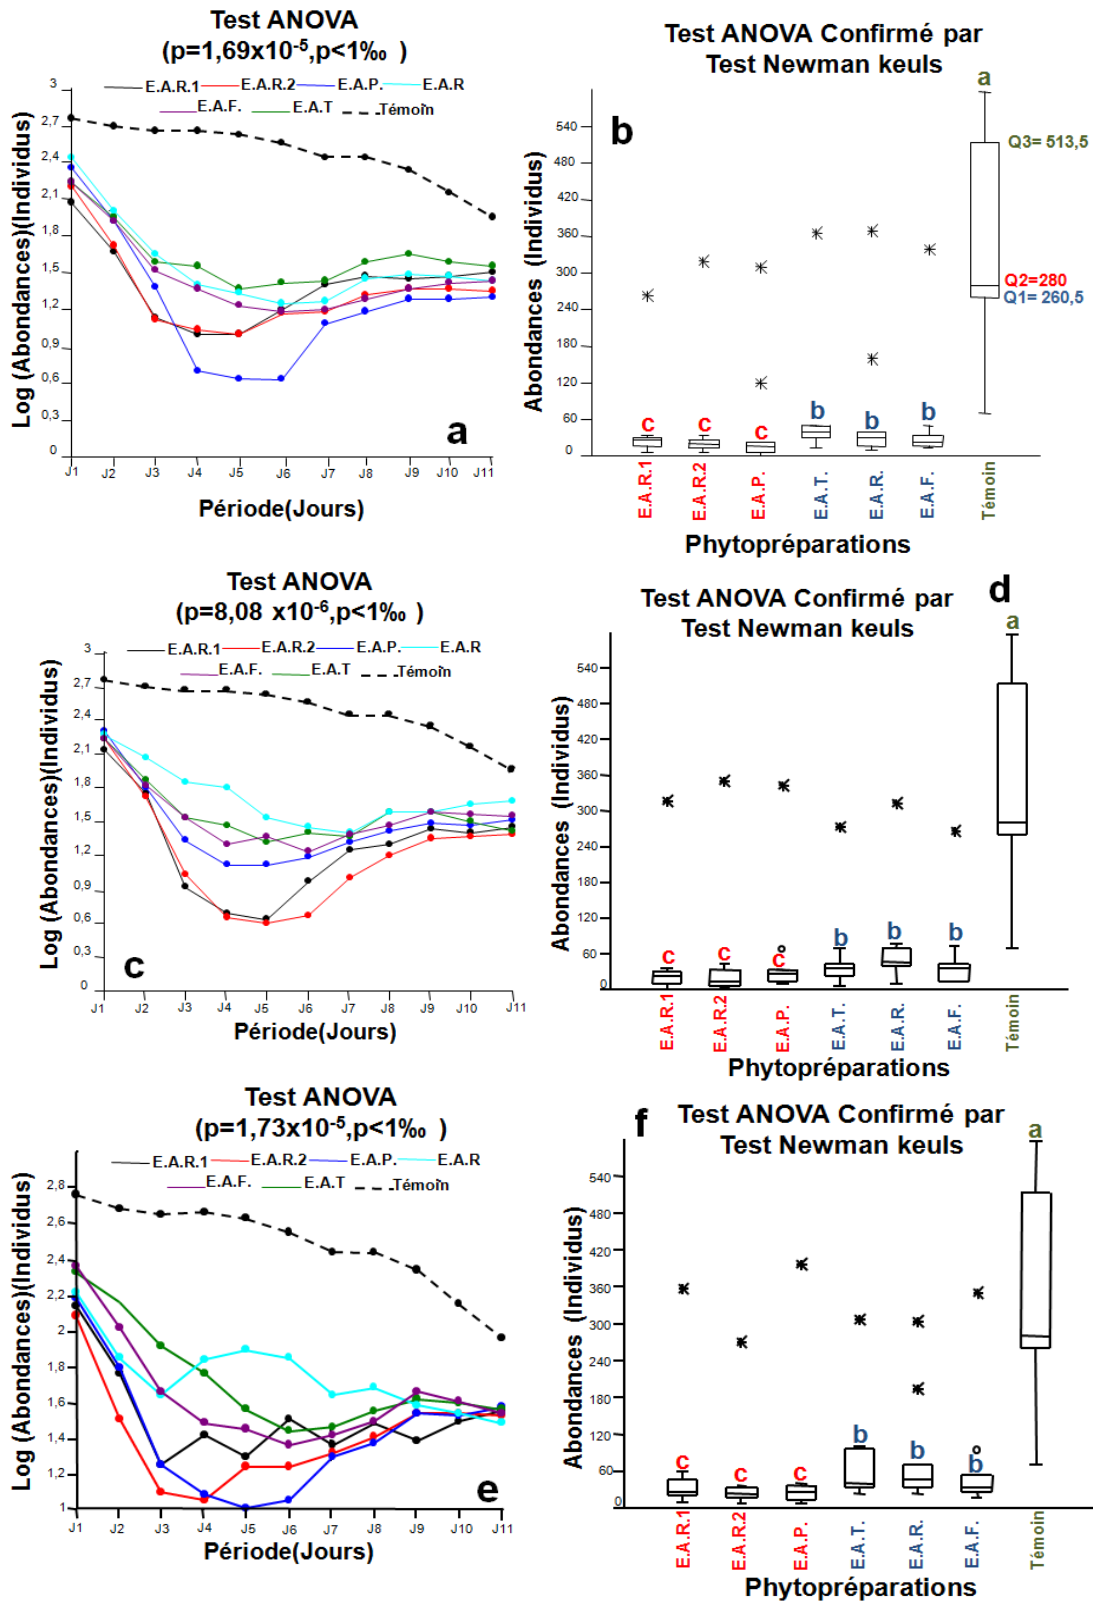 Test ANOVA
(p=1,69x10-5,p<1‰ )
E.A.R.1 E.A.R.2 E.A.P. E.A.R
E.A.F. E.A.T Témoin
Log (Abondances)(Individus)
3
2,7
2,4
2,1
1,8
1,5
1,2
0,9
0,6
0,3
0
J1 J2 J3 J4 J5 J6 J7 J8 J9 J10 J11
Période(Jours)
a
Test ANOVA Confirmé par
Test Newman keuls
b
a
Abondances (Individus)
540
480
420
360
300
240
180
120
60
0
Q3= 513,5
Q2=280
Q1= 260,5
c c c b b b
E.A.R.1 E.A.R.2 E.A.P. E.A.T. E.A.R. E.A.F. Témoin
Phytopréparations
Test ANOVA
(p=8,08 x10-6,p<1‰ )
E.A.R.1 E.A.R.2 E.A.P. E.A.R
E.A.F. E.A.T Témoin
Log (Abondances)(Individus)
3
2,7
2,4
2,1
1,8
1,5
1,2
0,9
0,6
0,3
0
J1 J2 J3 J4 J5 J6 J7 J8 J9 J10 J11
Période(Jours)
c
Test ANOVA Confirmé par
Test Newman keuls
d
a
Abondances (Individus)
540
480
420
360
300
240
180
120
60
0
c c c b b b
E.A.R.1 E.A.R.2 E.A.P. E.A.T. E.A.R. E.A.F. Témoin
Phytopréparations
Test ANOVA
(p=1,73x10-5,p<1‰ )
E.A.R.1 E.A.R.2 E.A.P. E.A.R
E.A.F. E.A.T Témoin
Log (Abondances)(Individus)
2,8
2,6
2,4
2,2
2
1,8
1,6
1,4
1,2
1
J1 J2 J3 J4 J5 J6 J7 J8 J9 J10 J11
Période(Jours)
e
f
Test ANOVA Confirmé par
Test Newman keuls
a
Abondances (Individus)
540
480
420
360
300
240
180
120
60
0
c c c b b b
E.A.R.1 E.A.R.2 E.A.P. E.A.T. E.A.R. E.A.F. Témoin
Phytopréparations